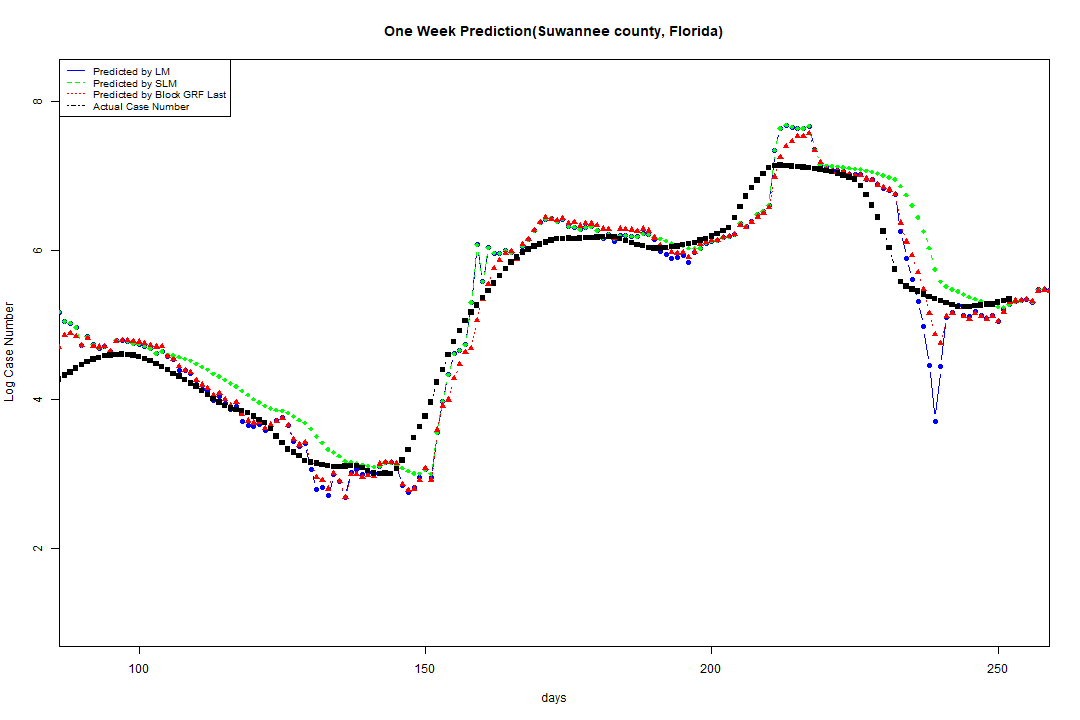 One Week Prediction(Suwannee county, Florida)
Predicted by LM
Predicted by SLM
Predicted by Block GRF Last
Actual Case Number
8
6
4
2
Log Case Number
100 150 200 250
days